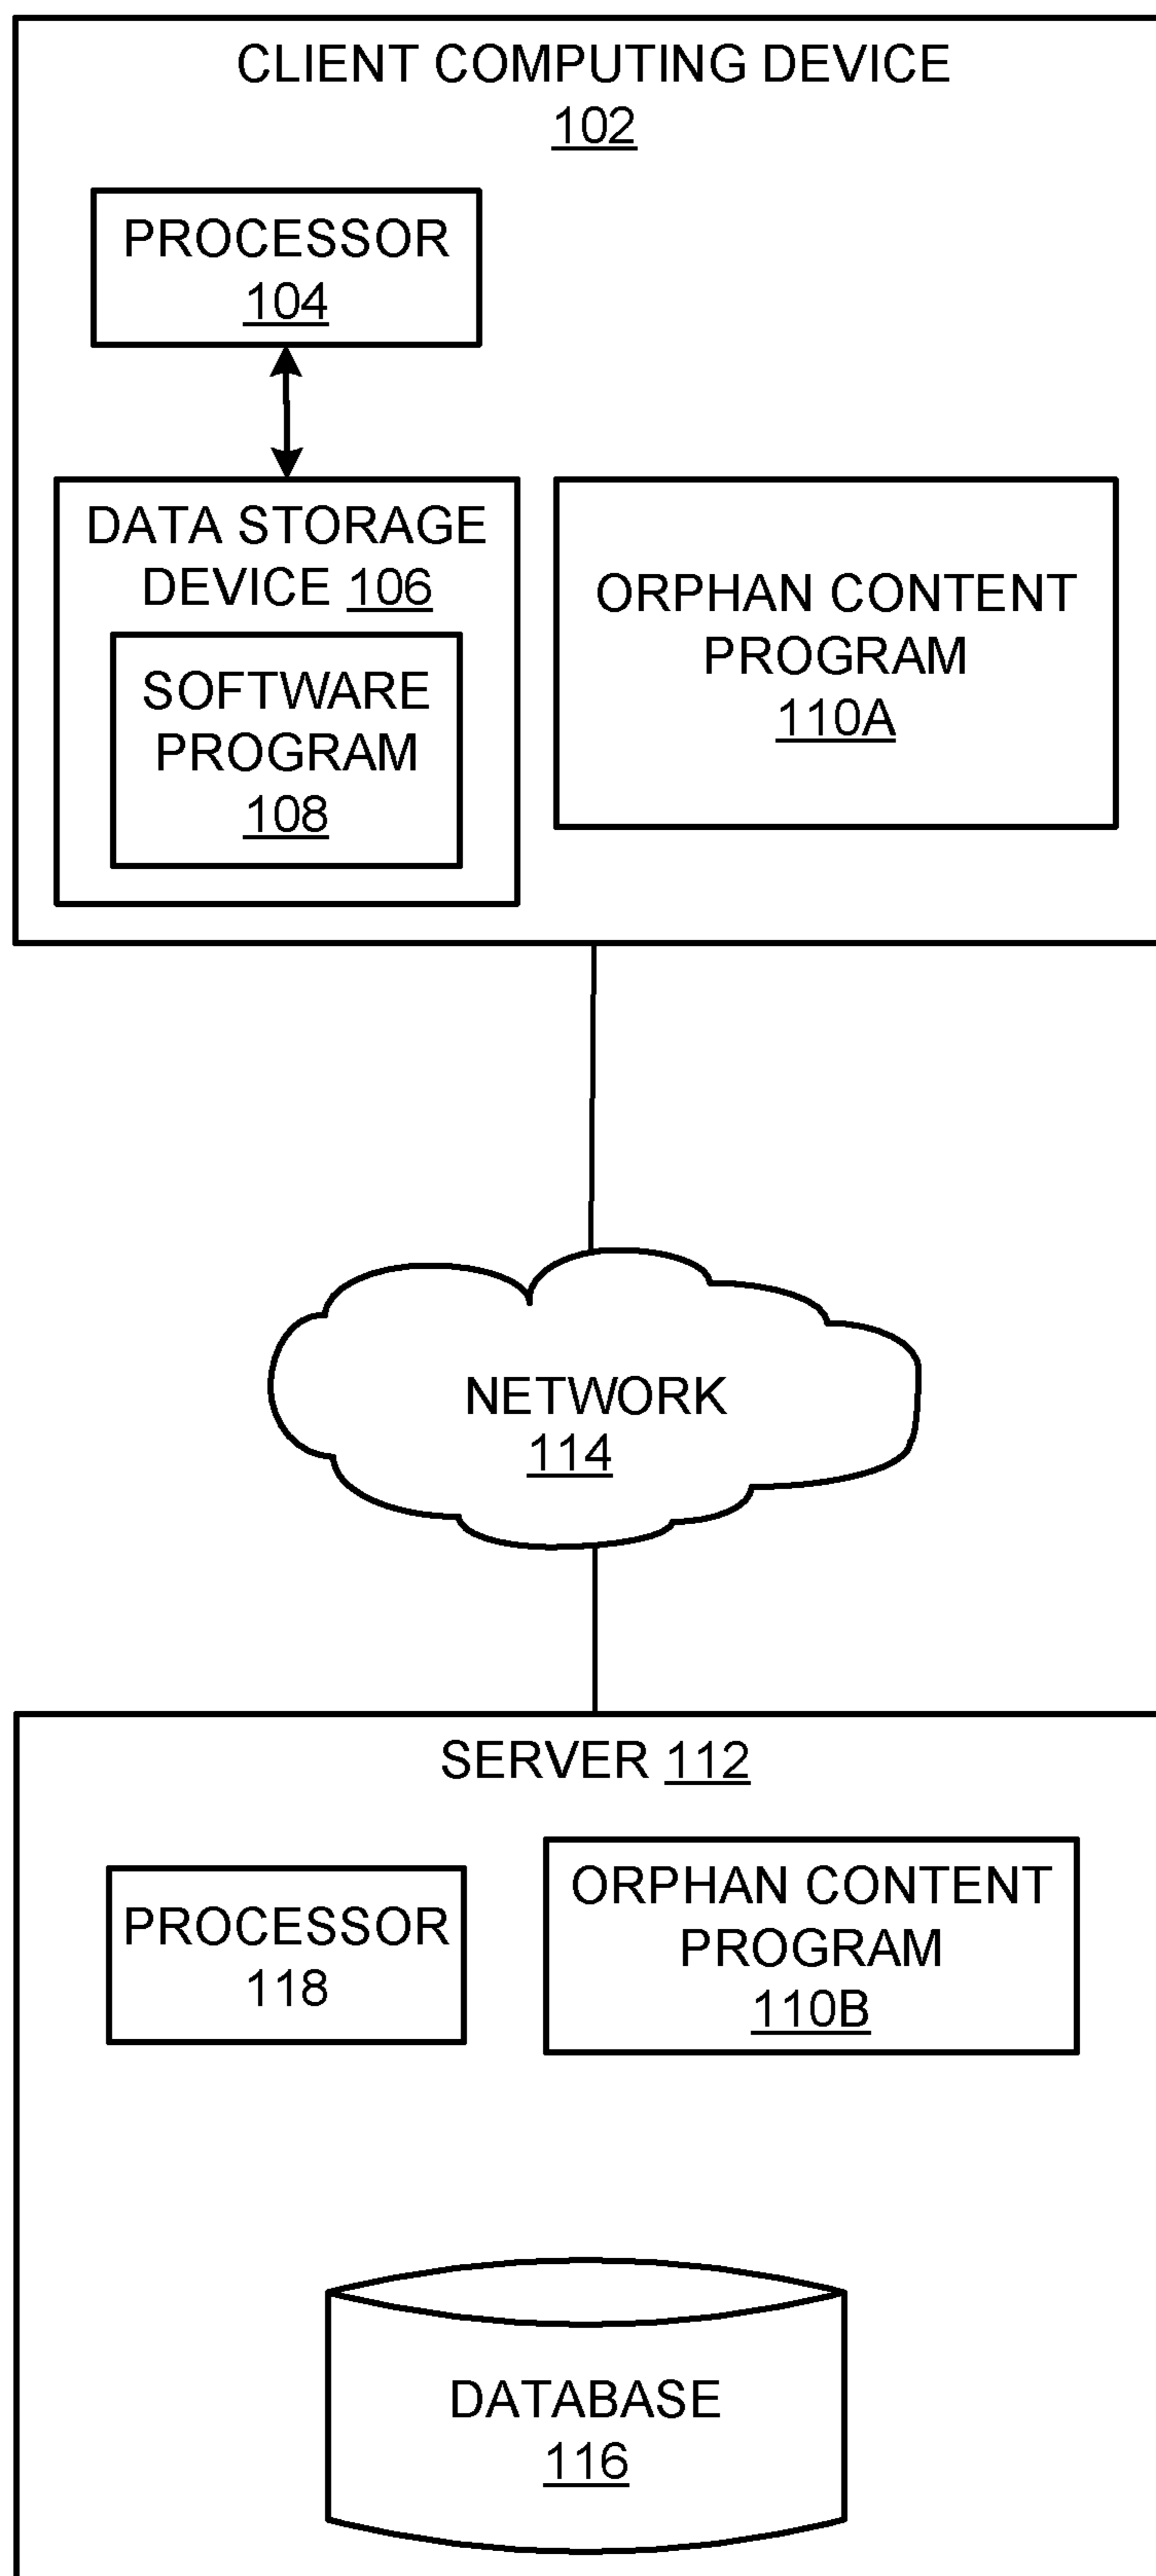 CLIENT COMPUTING DEVICE
102
PROCESSOR
104
DATA STORAGE
DEVICE 106
SOFTWARE
PROGRAM
108
ORPHAN CONTENT
PROGRAM
110A
NETWORK
114
SERVER 112
PROCESSOR
118
ORPHAN CONTENT
PROGRAM
110B
DATABASE
116